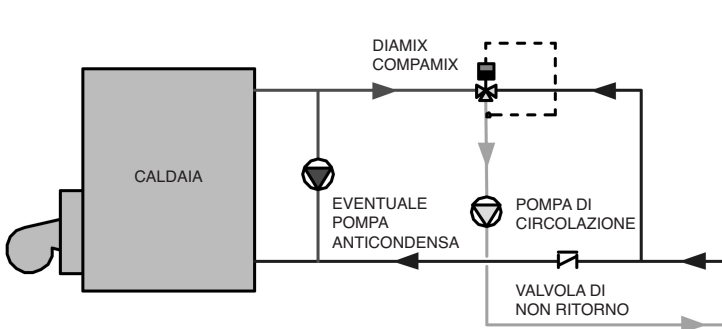 DIAMIX
COMPAMIX
CALDAIA
EVENTUALE
POMPA
ANTICONDENSA
POMPA DI
CIRCOLAZIONE
VALVOLA DI
NON RITORNO